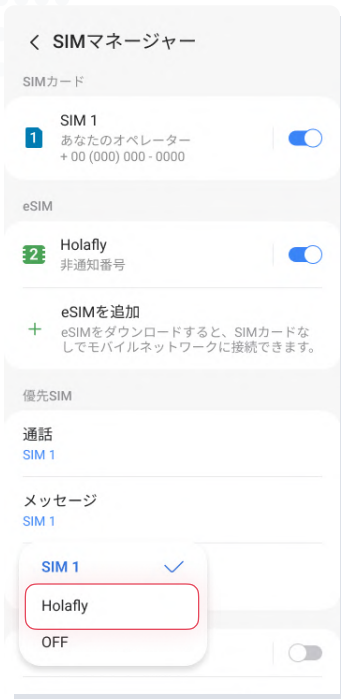 SIMマネージャー
SIMカード
1
SIM 1
あなたのオペレーター
+ 00 (000) 000 - 0000
eSIM
2
Holafly
非通知番号
eSIMを追加
eSIMをダウンロードすると、SIMカードな
しでモバイルネットワークに接続できます。
優先SIM
通話
SIM 1
メッセージ
SIM 1
SIM 1
Holafly
OFF